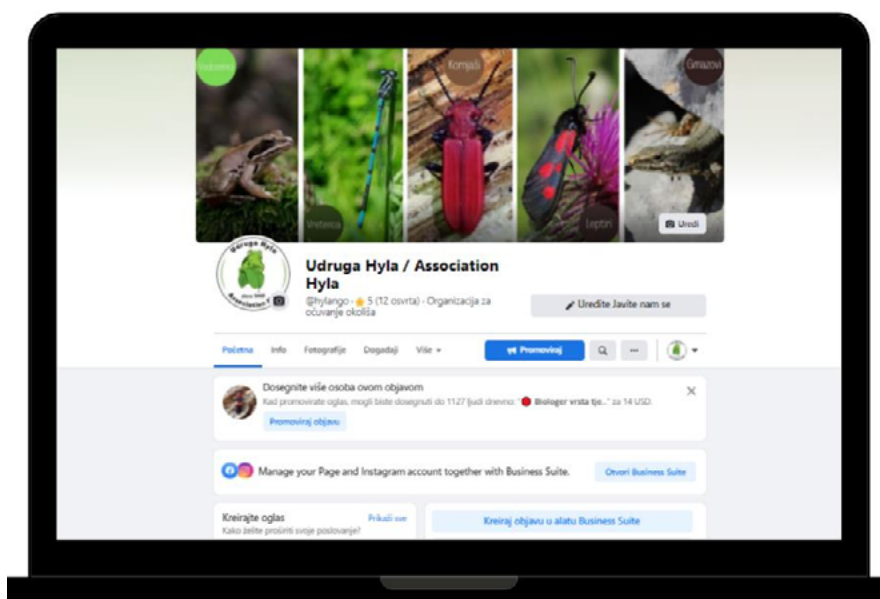 Vodozemci
Kornjaši
Gmazovi
Vretenca
Leptiri
Uredi
Udruga Hyla
Association
Udruga Hyla / Association
Hyla
@hylango · 5 (12 osvrta) · Organizacija za
očuvanje okoliša
Uredite Javite nam se
Početna Info Fotografije Događaji Više
Promoviraj
Dosegnite više osoba ovom objavom
Kad promovirate oglas, mogli biste dosegnuti do 1127 ljudi dnevno: "🔴 Biologer vrsta tje.." za 14 USD.
Promoviraj objavu
Manage your Page and Instagram account together with Business Suite.
Otvori Business Suite
Kreirajte oglas
Prikaži sve
Kako želite proširiti svoje poslovanje?
Kreiraj objavu u alatu Business Suite